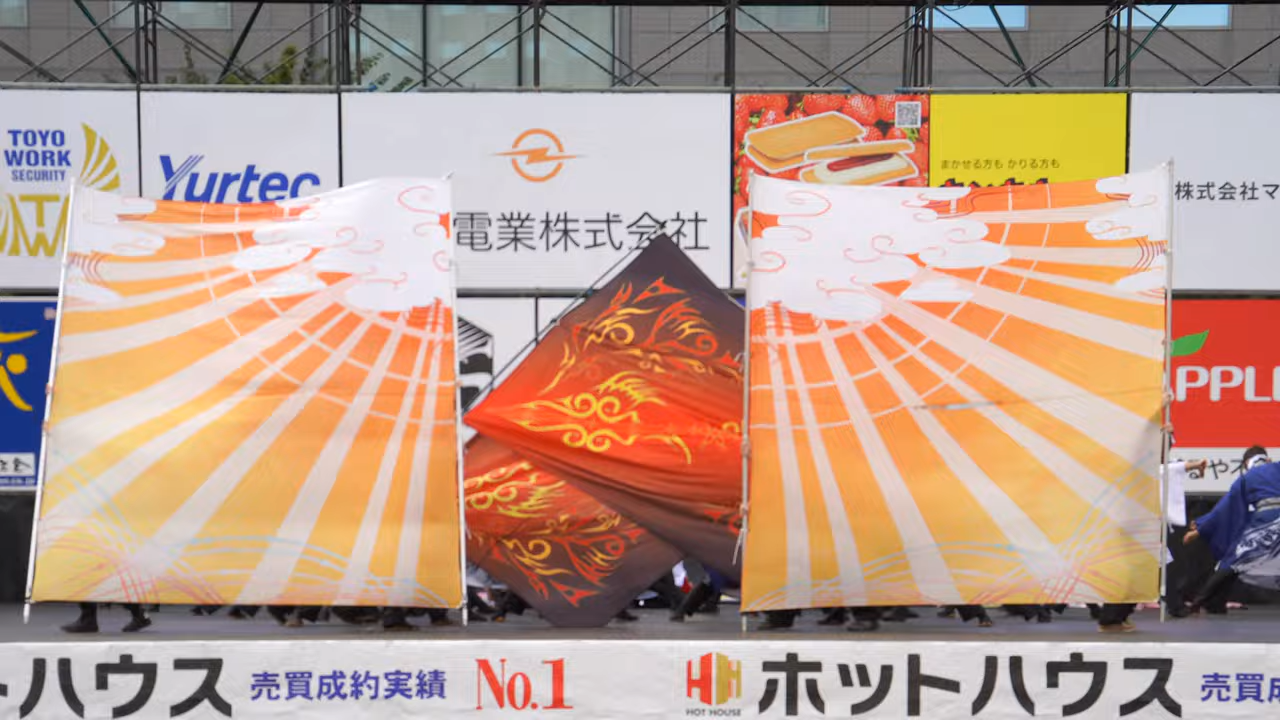 TOYO
WORK
SECURITY
Yurtec
電業株式会社
まかせる方も かりる方も
株式会社マ
APPLE
トハウス 売買成約実績 No.1
HOT HOUSE
ホットハウス 売買成